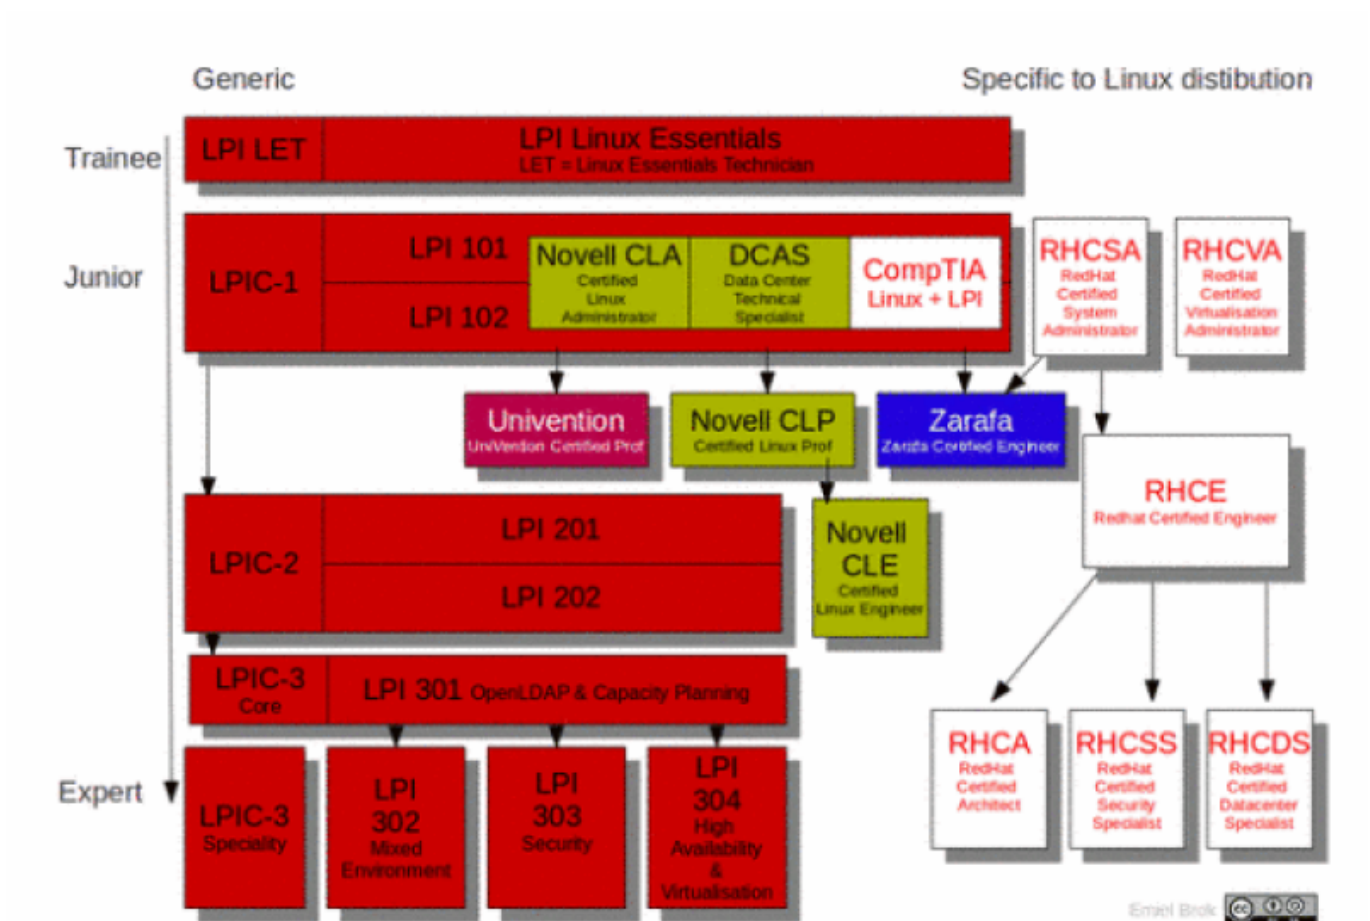 Generic
Specific to Linux distibution
Trainee
LPI LET
LPI Linux Essentials
LET = Linux Essentials Technician
Junior
LPIC-1
LPI 101
LPI 102
Novell CLA
Certified
Linux
Administrator
DCAS
Data Center
Technical
Specialist
CompTIA
Linux + LPI
RHCSA
RedHat
Certified
System
Administrator
RHCVA
RedHat
Certified
Virtualisation
Administrator
Univention
UniVention Certified Prof
Novell CLP
Certified Linux Prof
Zarafa
Zarafa Certified Engineer
RHCE
Redhat Certified Engineer
LPIC-2
LPI 201
LPI 202
Novell
CLE
Certified
Linux Engineer
LPIC-3
Core
LPI 301 OpenLDAP & Capacity Planning
Expert
LPIC-3
Speciality
LPI
302
Mixed
Environment
LPI
303
Security
LPI
304
High
Availability
&
Virtualisation
RHCA
RedHat
Certified
Architect
RHCSS
RedHat
Certified
Security
Specialist
RHCDS
RedHat
Certified
Datacenter
Specialist
Emiel Brok
cc